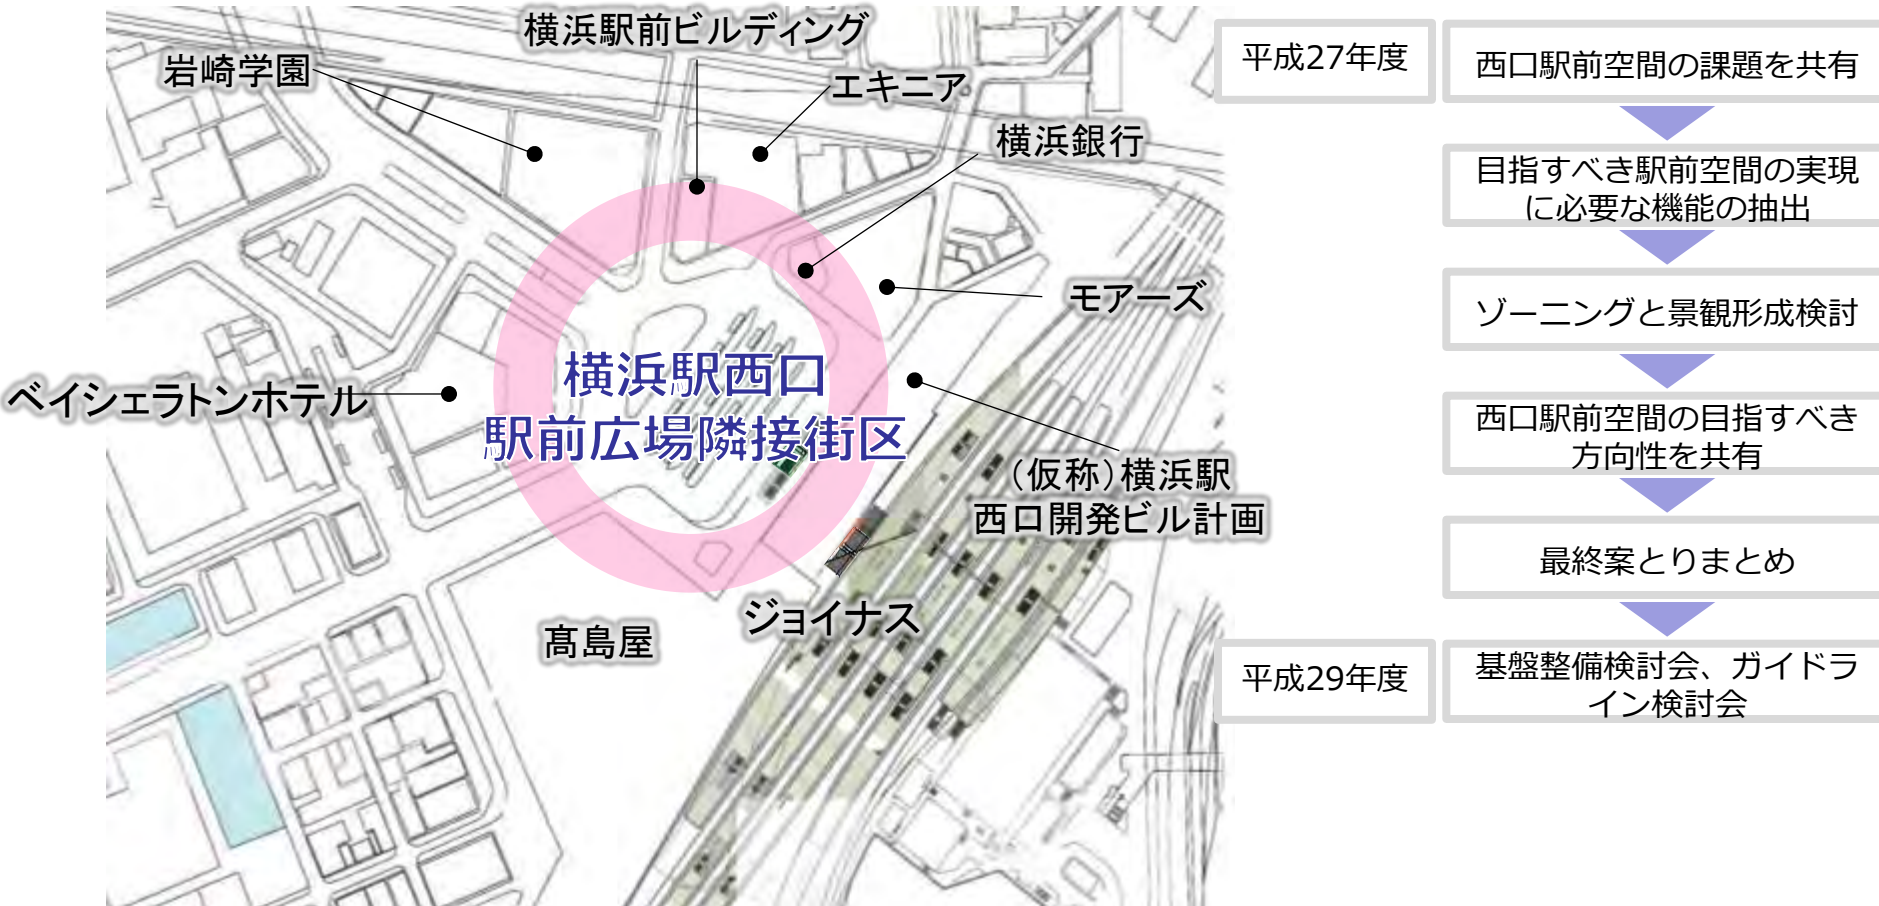 横浜駅前ビルディング
岩崎学園
エキニア
横浜銀行
モアーズ
横浜駅西口
駅前広場隣接街区
ベイシェラトンホテル
（仮称）横浜駅
西口開発ビル計画
ジョイナス
髙島屋
平成27年度
西口駅前空間の課題を共有
目指すべき駅前空間の実現
に必要な機能の抽出
ゾーニングと景観形成検討
西口駅前空間の目指すべき
方向性を共有
最終案とりまとめ
平成29年度
基盤整備検討会、ガイドラ
イン検討会